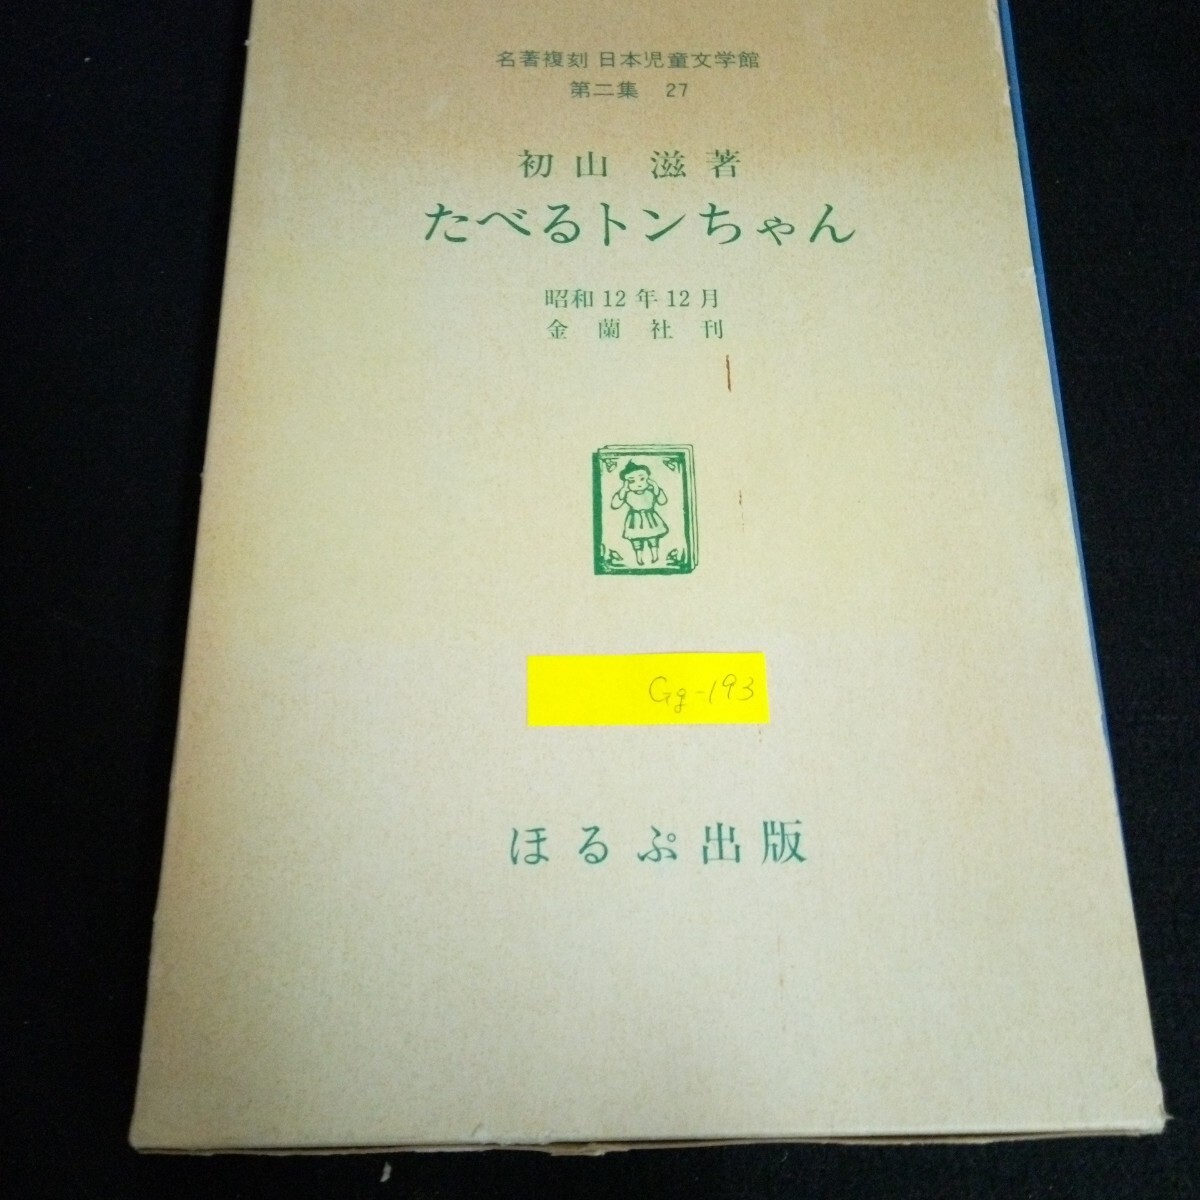 名著複刻 日本児童文学館
第二集 27
初山 滋 著
たべるトンちゃん
昭和12年12月
金蘭社刊
Gg-193
ほるぷ出版